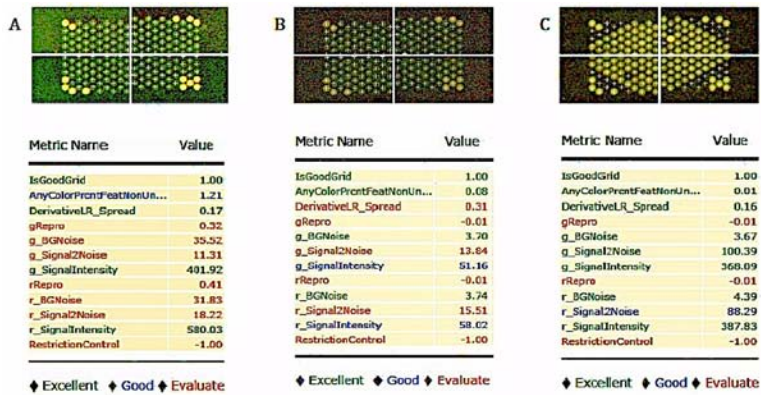 A
Metric Name Value
IsGoodGrid 1.00
AnyColorPrcntFeatNonUn... 1.21
DerivativeLR_Spread 0.17
gRepro 0.32
g_BGNoise 35.52
g_Signal2Noise 11.31
g_SignalIntensity 401.92
rRepro 0.41
r_BGNoise 31.83
r_Signal2Noise 18.22
r_SignalIntensity 580.03
RestrictionControl -1.00
♦ Excellent ♦ Good ♦ Evaluate
B
Metric Name Value
IsGoodGrid 1.00
AnyColorPrcntFeatNonUn... 0.08
DerivativeLR_Spread 0.31
gRepro -0.01
g_BGNoise 3.70
g_Signal2Noise 13.84
g_SignalIntensity 51.16
rRepro -0.01
r_BGNoise 3.74
r_Signal2Noise 15.51
r_SignalIntensity 58.02
RestrictionControl -1.00
♦ Excellent ♦ Good ♦ Evaluate
C
Metric Name Value
IsGoodGrid 1.00
AnyColorPrcntFeatNonUn... 0.01
DerivativeLR_Spread 0.16
gRepro -0.01
g_BGNoise 3.67
g_Signal2Noise 100.39
g_SignalIntensity 368.09
rRepro -0.01
r_BGNoise 4.39
r_Signal2Noise 88.29
r_SignalIntensity 387.83
RestrictionControl -1.00
♦ Excellent ♦ Good ♦ Evaluate